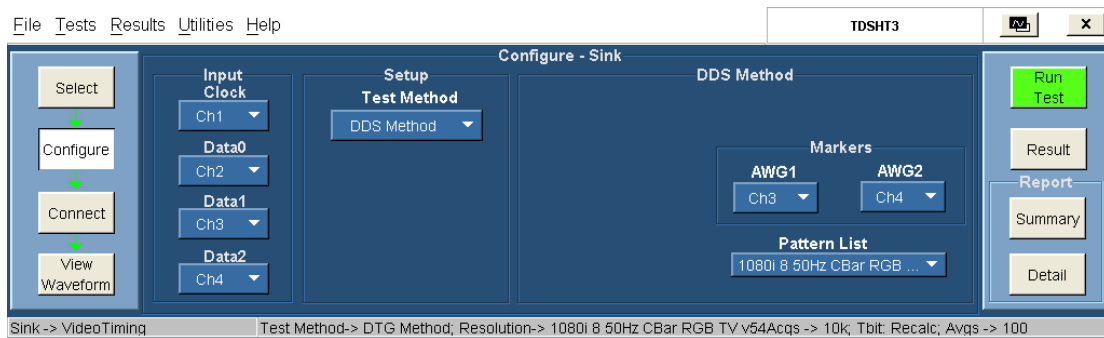 File Tests Results Utilities Help
TDSHT3
x
Configure - Sink
Select
Configure
Connect
View
Waveform
Input
Clock
Ch1
Data0
Ch2
Data1
Ch3
Data2
Ch4
Setup
Test Method
DDS Method
DDS Method
Markers
AWG1
Ch3
AWG2
Ch4
Pattern List
1080i 8 50Hz CBar RGB ...
Run
Test
Result
Report
Summary
Detail
Sink -> VideoTiming
Test Method-> DTG Method; Resolution-> 1080i 8 50Hz CBar RGB TV v54Acqs -> 10k; Tbit: Recalc; Avgs -> 100